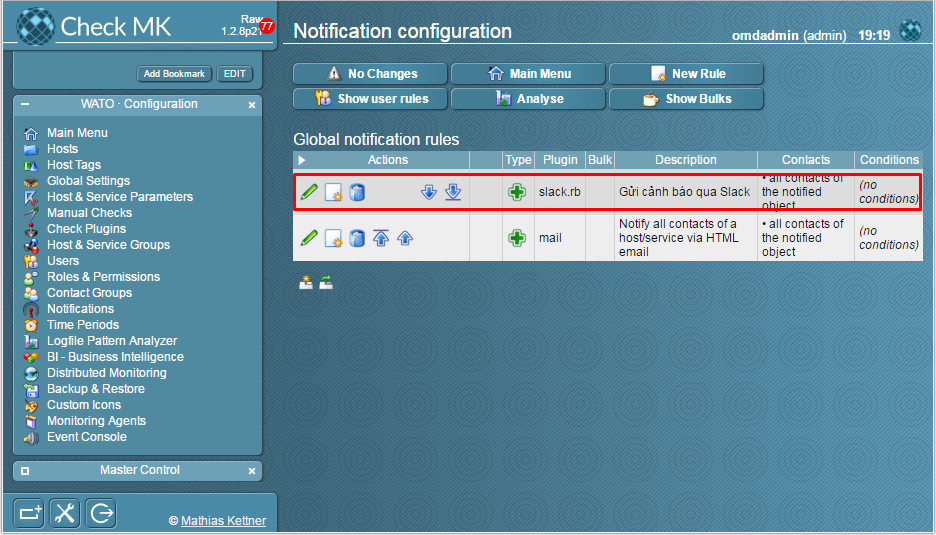 Check MK
Raw
1.2.8p21
77
Notification configuration
omdadmin (admin) 19:19
Add Bookmark
EDIT
No Changes
Main Menu
New Rule
Show user rules
Analyse
Show Bulks
WATO · Configuration
Main Menu
Hosts
Host Tags
Global Settings
Host & Service Parameters
Manual Checks
Check Plugins
Host & Service Groups
Users
Roles & Permissions
Contact Groups
Notifications
Time Periods
Logfile Pattern Analyzer
BI - Business Intelligence
Distributed Monitoring
Backup & Restore
Custom Icons
Monitoring Agents
Event Console
Master Control
© Mathias Kettner
Global notification rules
Actions Type Plugin Bulk Description Contacts Conditions
slack.rb
Gửi cảnh báo qua Slack
• all contacts of
the notified
object
(no
conditions)
mail
Notify all contacts of a
host/service via HTML
email
• all contacts of
the notified
object
(no
conditions)